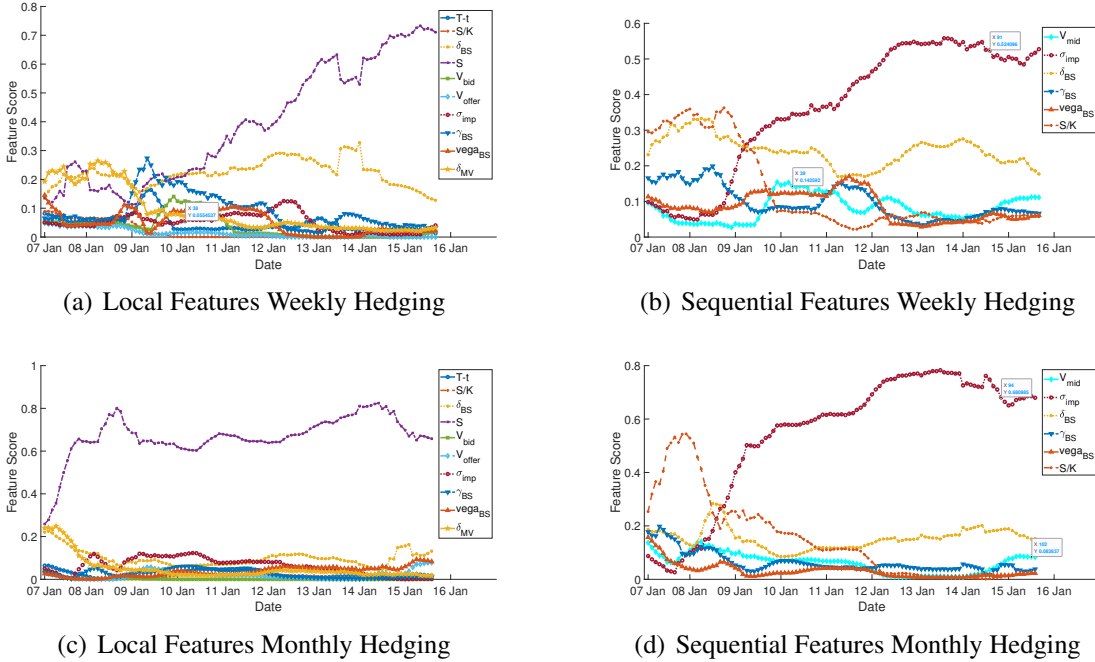 0.8
0.7
0.6
0.5
0.4
0.3
0.2
0.1
0
Feature Score
07 Jan 08 Jan 09 Jan 10 Jan 11 Jan 12 Jan 13 Jan 14 Jan 15 Jan 16 Jan
Date
T-t
S/K
δBS
S
Vbid
Voffer
σimp
γBS
vegaBS
δMV
(a) Local Features Weekly Hedging
0.6
0.5
0.4
0.3
0.2
0.1
0
Feature Score
07 Jan 08 Jan 09 Jan 10 Jan 11 Jan 12 Jan 13 Jan 14 Jan 15 Jan 16 Jan
Date
X 91
Vmid
σimp
δBS
γBS
vegaBS
S/K
(b) Sequential Features Weekly Hedging
1
0.8
0.6
0.4
0.2
0
Feature Score
07 Jan 08 Jan 09 Jan 10 Jan 11 Jan 12 Jan 13 Jan 14 Jan 15 Jan 16 Jan
Date
T-t
S/K
δBS
S
Vbid
Voffer
σimp
γBS
vegaBS
δMV
(c) Local Features Monthly Hedging
0.8
0.6
0.4
0.2
0
Feature Score
07 Jan 08 Jan 09 Jan 10 Jan 11 Jan 12 Jan 13 Jan 14 Jan 15 Jan 16 Jan
Date
X 94
Y 0.680985
X 102
Y 0.083837
Vmid
σimp
δBS
γBS
vegaBS
S/K
(d) Sequential Features Monthly Hedging